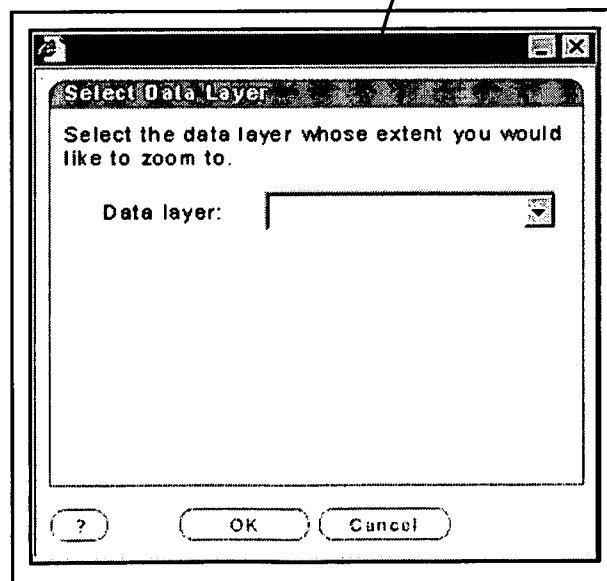 Select Data Layer
Select the data layer whose extent you would
like to zoom to.
Data layer:
? OK Cancel